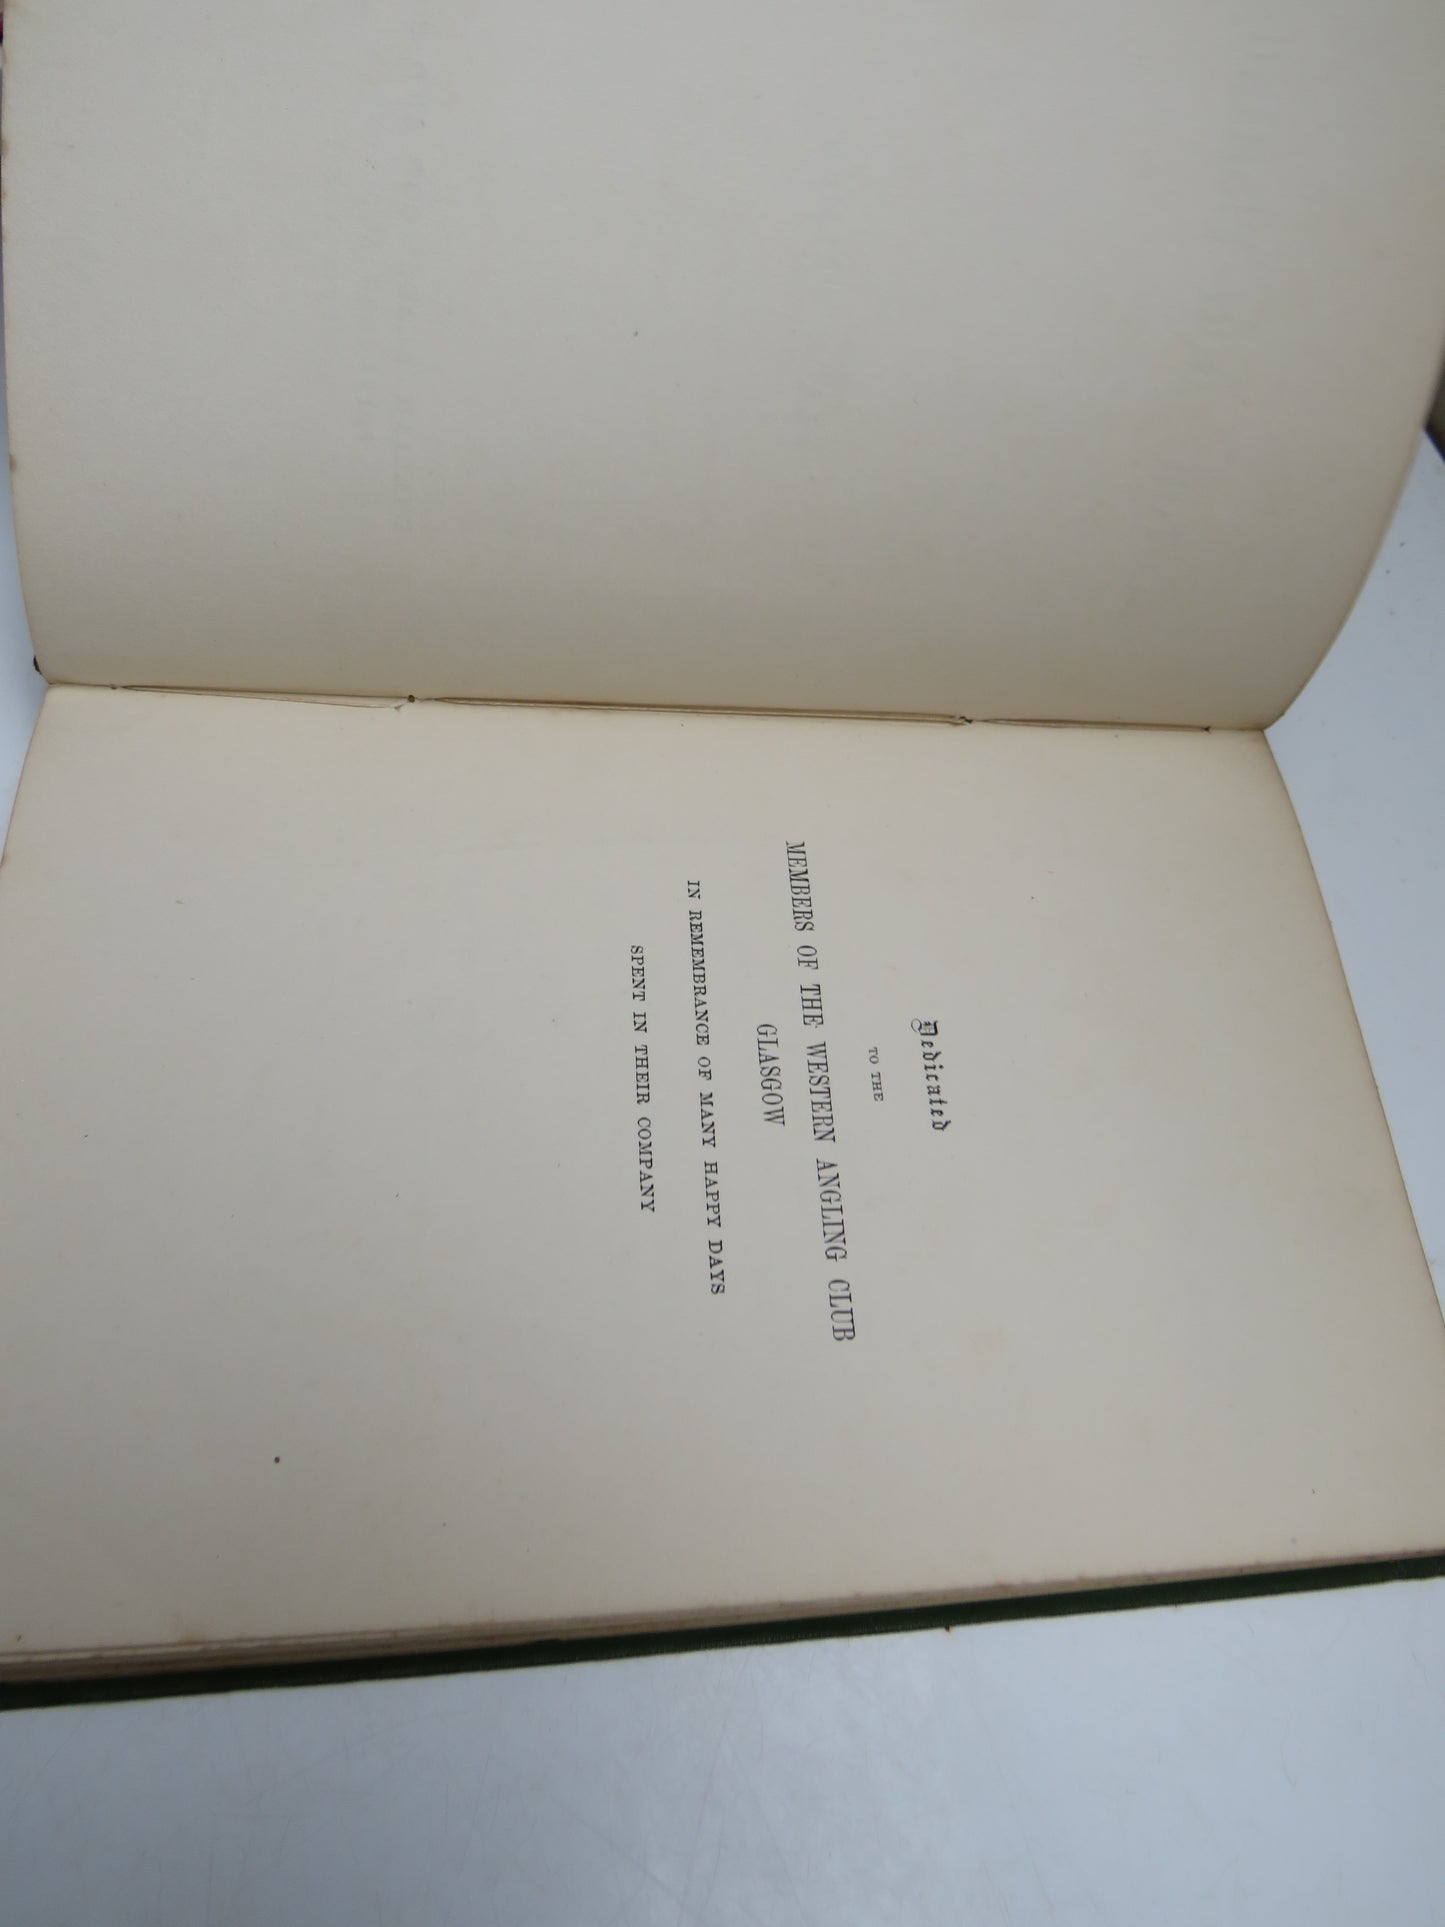 Dedicated
TO THE
MEMBERS OF THE WESTERN ANGLING CLUB
GLASGOW
IN REMEMBRANCE OF MANY HAPPY DAYS
SPENT IN THEIR COMPANY